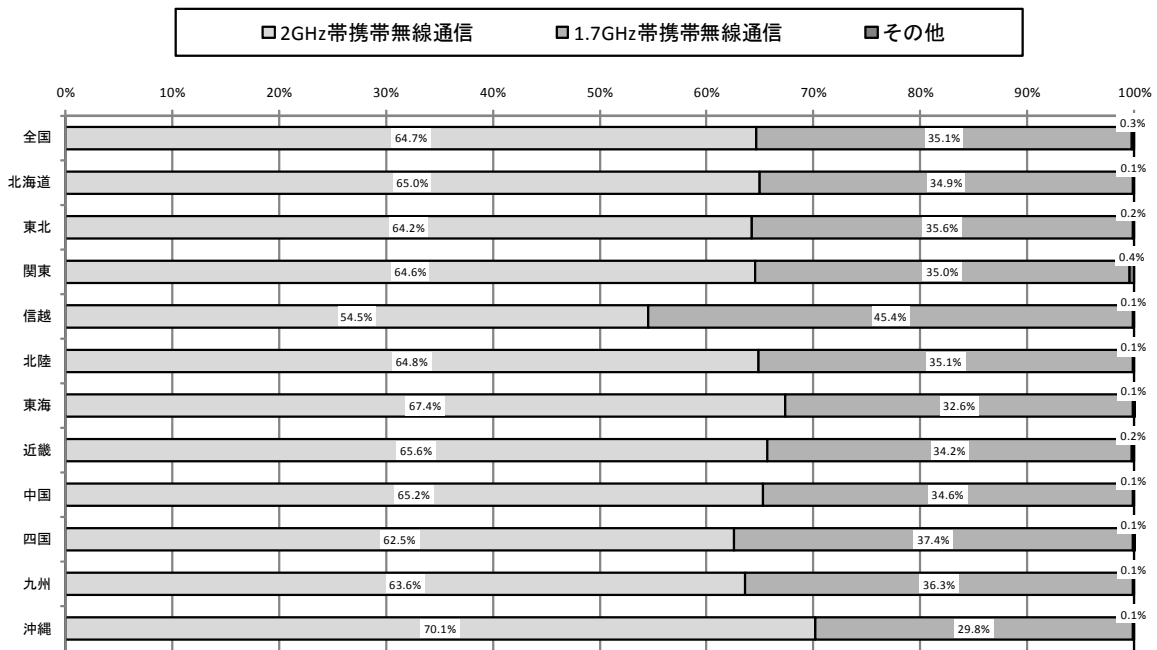 2GHz帯携帯無線通信 1.7GHz帯携帯無線通信 その他
0% 10% 20% 30% 40% 50% 60% 70% 80% 90% 100%
全国 64.7% 35.1% 0.3%
北海道 65.0% 34.9% 0.1%
東北 64.2% 35.6% 0.2%
関東 64.6% 35.0% 0.4%
信越 54.5% 45.4% 0.1%
北陸 64.8% 35.1% 0.1%
東海 67.4% 32.6% 0.1%
近畿 65.6% 34.2% 0.2%
中国 65.2% 34.6% 0.1%
四国 62.5% 37.4% 0.1%
九州 63.6% 36.3% 0.1%
沖縄 70.1% 29.8% 0.1%